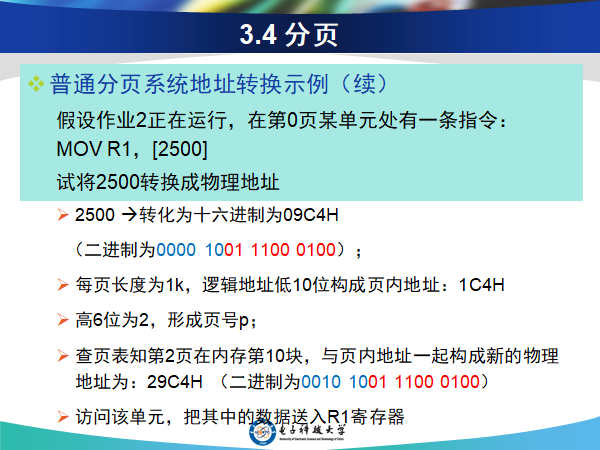 3.4 分页
普通分页系统地址转换示例（续）
假设作业2正在运行，在第0页某单元处有一条指令：
MOV R1，[2500]
试将2500转换成物理地址
2500 →转化为十六进制为09C4H
（二进制为0000 1001 1100 0100）；
每页长度为1k，逻辑地址低10位构成页内地址：1C4H
高6位为2，形成页号p；
查页表知第2页在内存第10块，与页内地址一起构成新的物理
地址为：29C4H （二进制为0010 1001 1100 0100）
访问该单元，把其中的数据送入R1寄存器
电子科技大学
University of Electronic Science and Technology of China